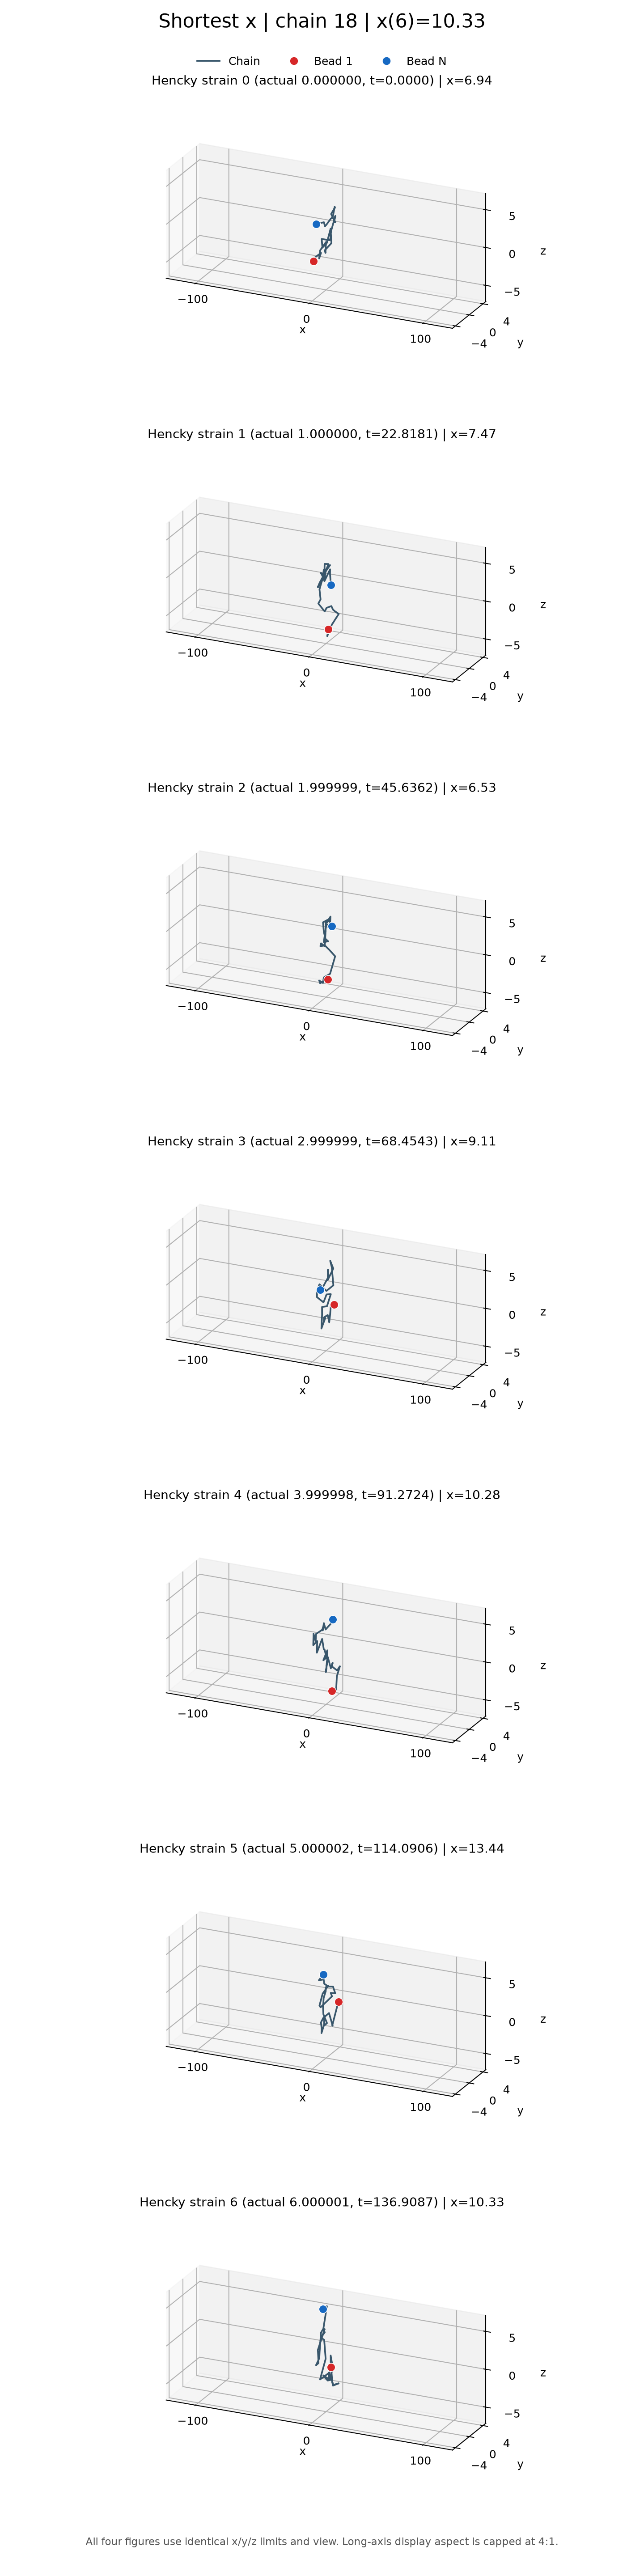 Shortest x | chain 18 | x(6)=10.33
Chain Bead 1 Bead N
Hencky strain 0 (actual 0.000000, t=0.0000) | x=6.94
5
0
−5
z
−100
0
100
x
−4
0
4
y
Hencky strain 1 (actual 1.000000, t=22.8181) | x=7.47
5
0
−5
z
−100
0
100
x
−4
0
4
y
Hencky strain 2 (actual 1.999999, t=45.6362) | x=6.53
5
0
−5
z
−100
0
100
x
−4
0
4
y
Hencky strain 3 (actual 2.999999, t=68.4543) | x=9.11
5
0
−5
z
−100
0
100
x
−4
0
4
y
Hencky strain 4 (actual 3.999998, t=91.2724) | x=10.28
5
0
−5
z
−100
0
100
x
−4
0
4
y
Hencky strain 5 (actual 5.000002, t=114.0906) | x=13.44
5
0
−5
z
−100
0
100
x
−4
0
4
y
Hencky strain 6 (actual 6.000001, t=136.9087) | x=10.33
5
0
−5
z
−100
0
100
x
−4
0
4
y
All four figures use identical x/y/z limits and view. Long-axis display aspect is capped at 4:1.